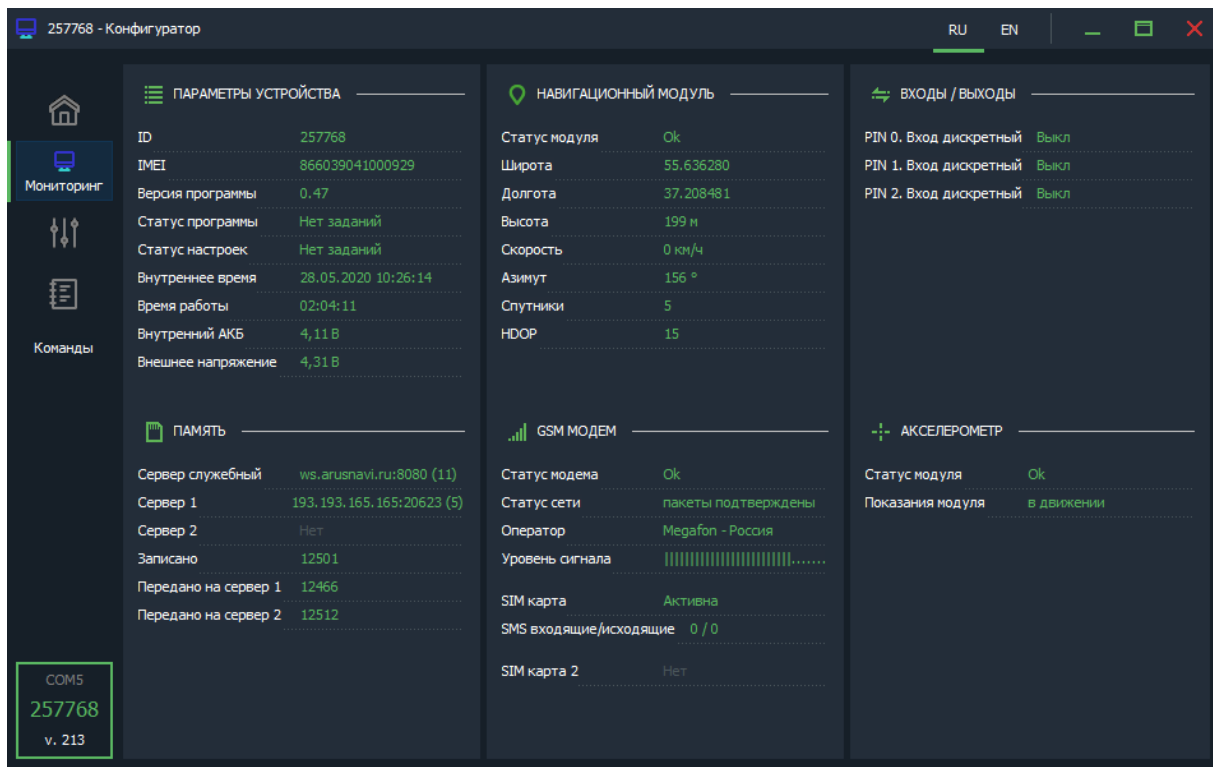 257768 - Конфигуратор
RU EN
Мониторинг
Команды
COM5
257768
v. 213
ПАРАМЕТРЫ УСТРОЙСТВА
ID 257768
IMEI 866039041000929
Версия программы 0.47
Статус программы Нет заданий
Статус настроек Нет заданий
Внутреннее время 28.05.2020 10:26:14
Время работы 02:04:11
Внутренний АКБ 4,11 В
Внешнее напряжение 4,31 В
НАВИГАЦИОННЫЙ МОДУЛЬ
Статус модуля Ok
Широта 55.636280
Долгота 37.208481
Высота 199 м
Скорость 0 км/ч
Азимут 156 °
Спутники 5
HDOP 15
ВХОДЫ / ВЫХОДЫ
PIN 0. Вход дискретный Выкл
PIN 1. Вход дискретный Выкл
PIN 2. Вход дискретный Выкл
ПАМЯТЬ
Сервер служебный ws.arusnavi.ru:8080 (11)
Сервер 1 193.193.165.165:20623 (5)
Сервер 2 Нет
Записано 12501
Передано на сервер 1 12466
Передано на сервер 2 12512
GSM МОДЕМ
Статус модема Ok
Статус сети пакеты подтверждены
Оператор Megafon - Россия
Уровень сигнала
SIM карта Активна
SMS входящие/исходящие 0 / 0
SIM карта 2 Нет
АКСЕЛЕРОМЕТР
Статус модуля Ok
Показания модуля в движении